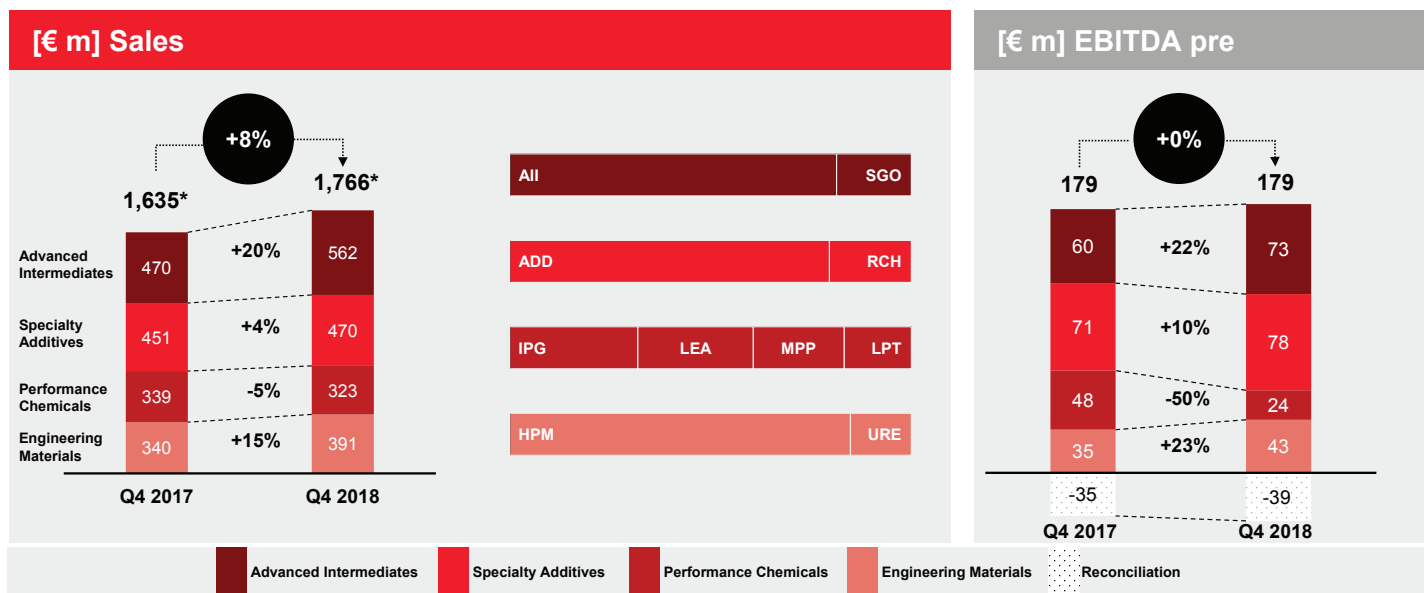 [€ m] Sales
+8%
1,635*
1,766*
Advanced
Intermediates
470
+20%
562
Specialty
Additives
451
+4%
470
Performance
Chemicals
339
-5%
323
Engineering
Materials
340
+15%
391
Q4 2017
Q4 2018
AII
SGO
ADD
RCH
IPG
LEA
MPP
LPT
HPM
URE
[€ m] EBITDA pre
+0%
179
179
60
+22%
73
71
+10%
78
48
-50%
24
35
+23%
43
-35
-39
Q4 2017
Q4 2018
Advanced Intermediates
Specialty Additives
Performance Chemicals
Engineering Materials
Reconciliation